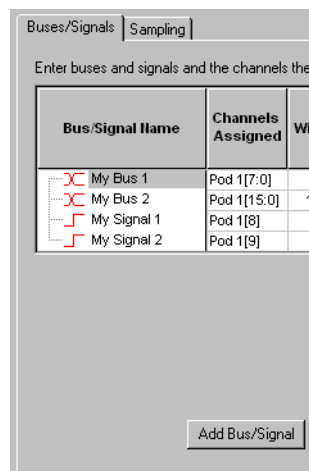 Buses/Signals Sampling
Enter buses and signals and the channels the
Bus/Signal Name Channels Assigned Wi
My Bus 1 Pod 1[7:0]
My Bus 2 Pod 1[15:0] 1
My Signal 1 Pod 1[8]
My Signal 2 Pod 1[9]
Add Bus/Signal